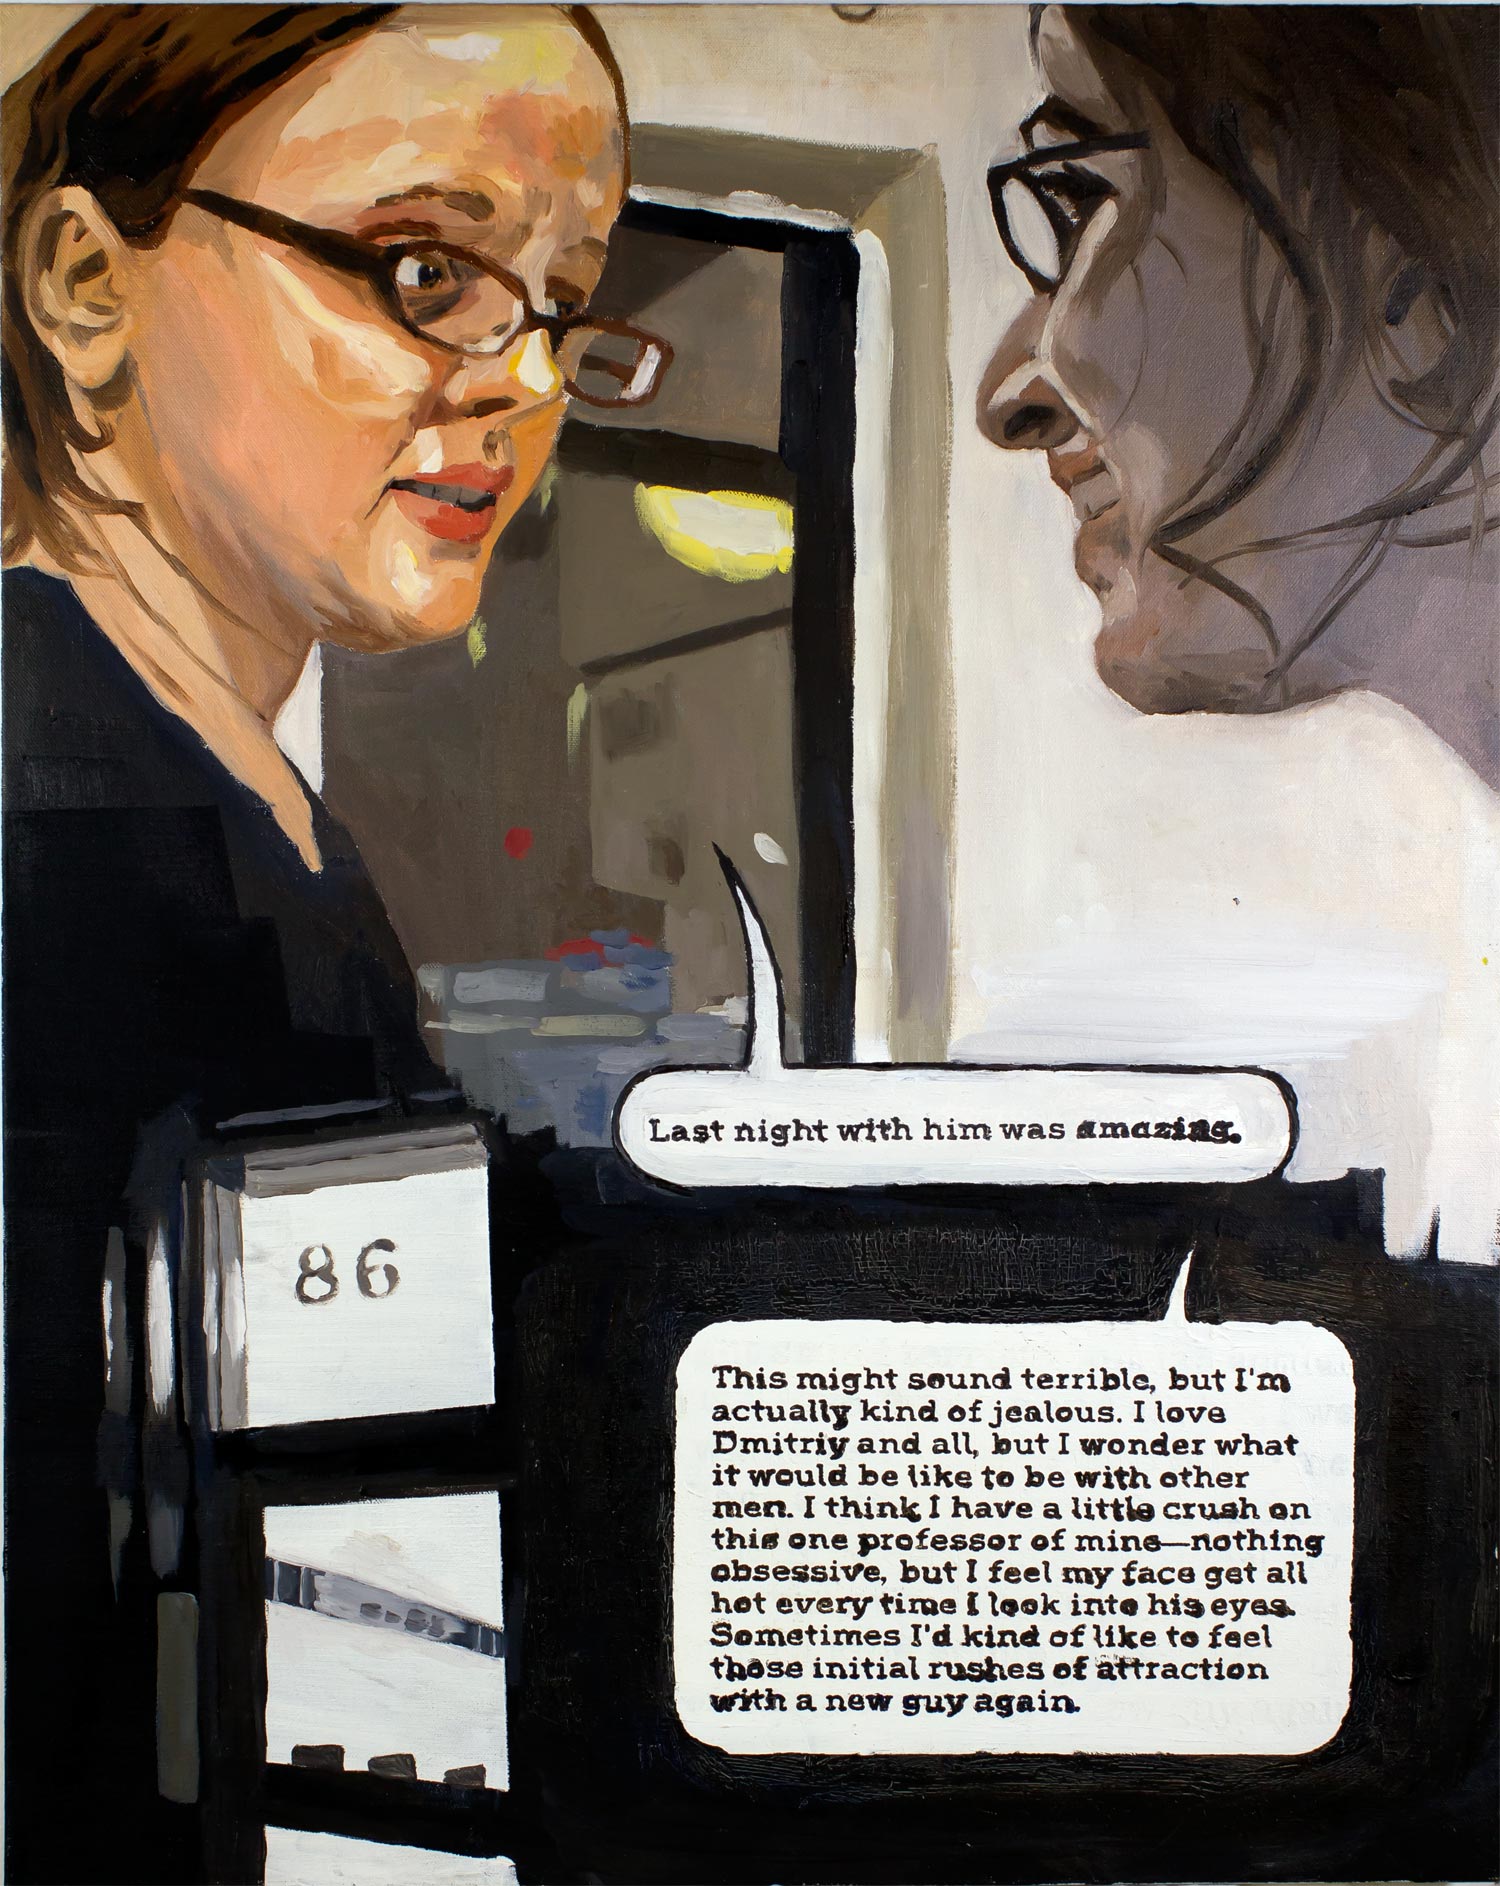 Last night with him was amazing.
86
This might sound terrible, but I'm
actually kind of jealous. I love
Dmitriy and all, but I wonder what
it would be like to be with other
men. I think I have a little crush on
this one professor of mine—nothing
obsessive, but I feel my face get all
hot every time I look into his eyes.
Sometimes I'd kind of like to feel
those initial rushes of attraction
with a new guy again.